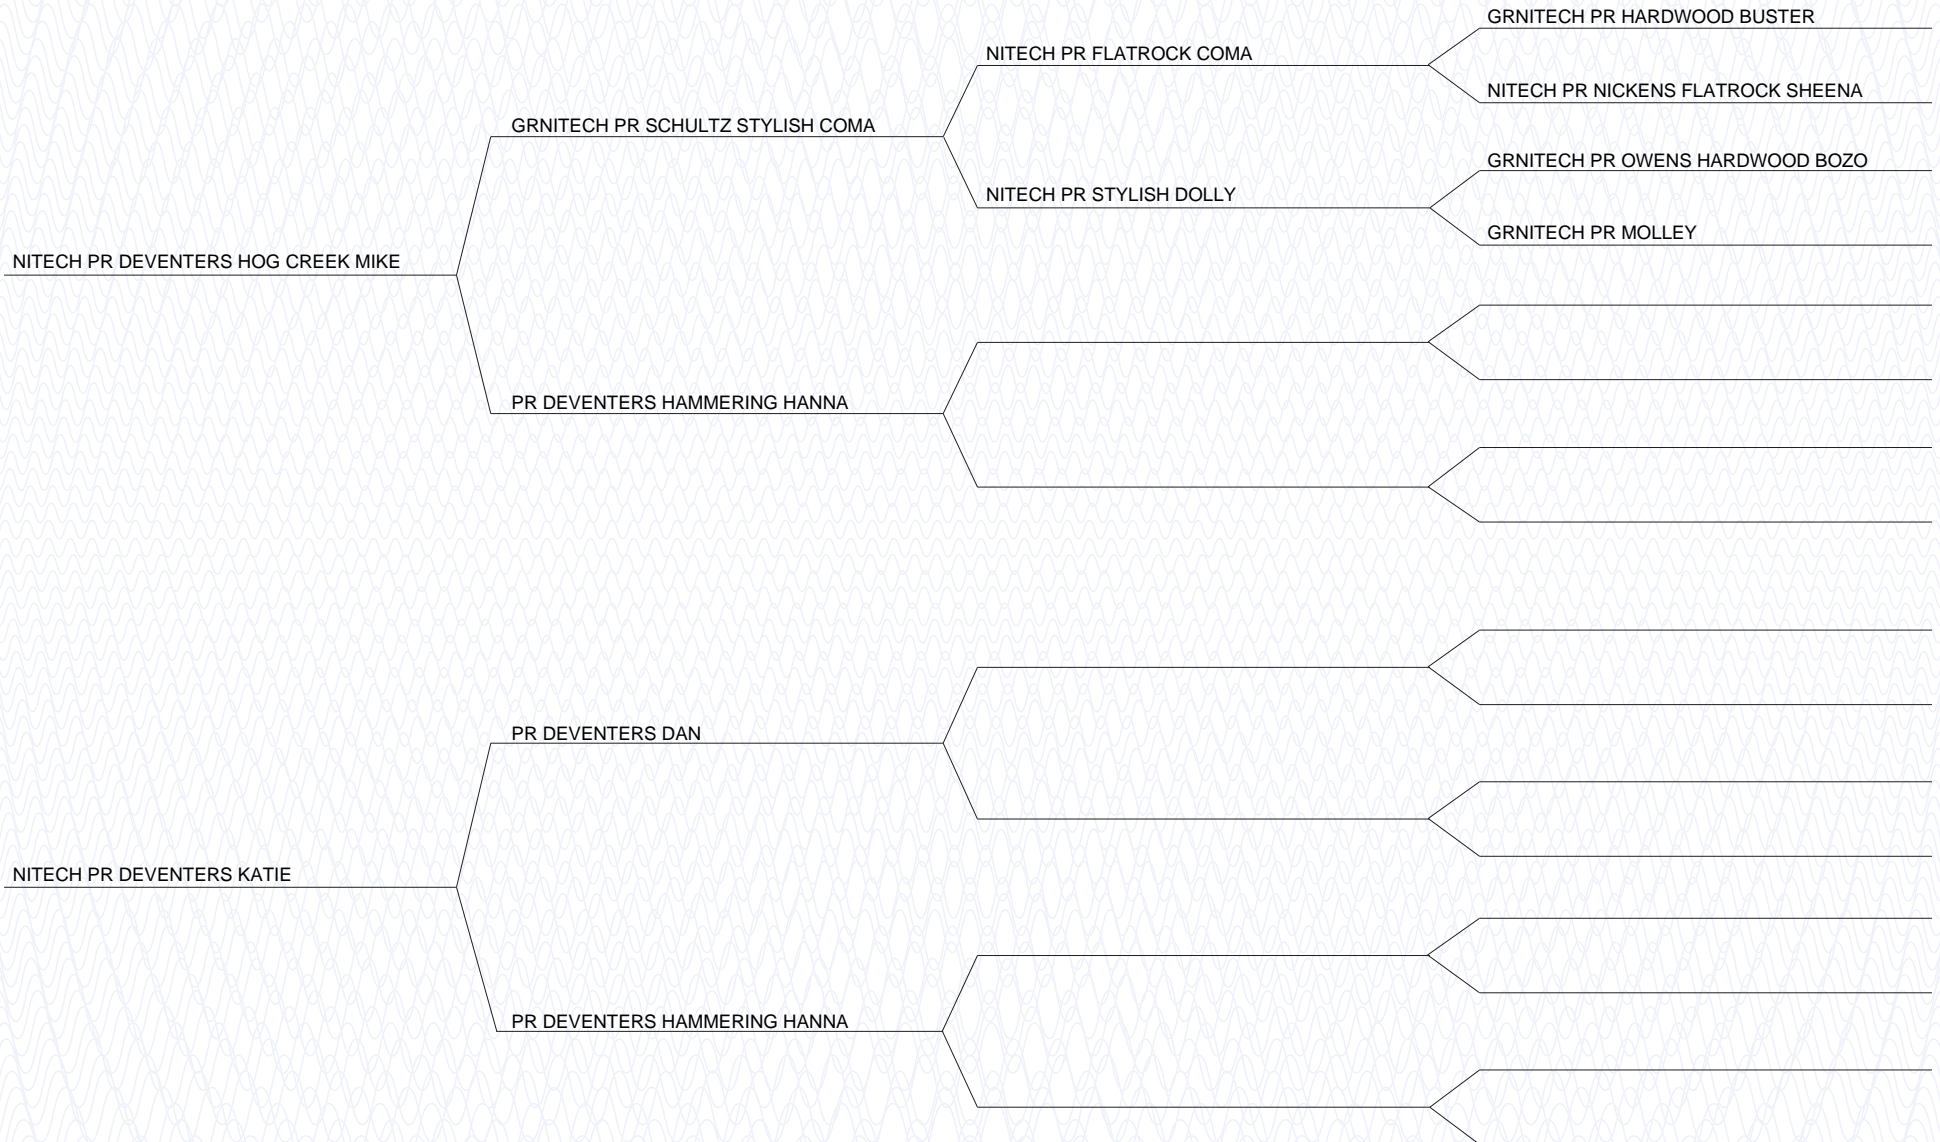 GRNITECH PR HARDWOOD BUSTER
NITECH PR FLATROCK COMA
NITECH PR NICKENS FLATROCK SHEENA
GRNITECH PR SCHULTZ STYLISH COMA
GRNITECH PR OWENS HARDWOOD BOZO
NITECH PR STYLISH DOLLY
GRNITECH PR MOLLEY
NITECH PR DEVENTERS HOG CREEK MIKE
PR DEVENTERS HAMMERING HANNA
PR DEVENTERS DAN
NITECH PR DEVENTERS KATIE
PR DEVENTERS HAMMERING HANNA